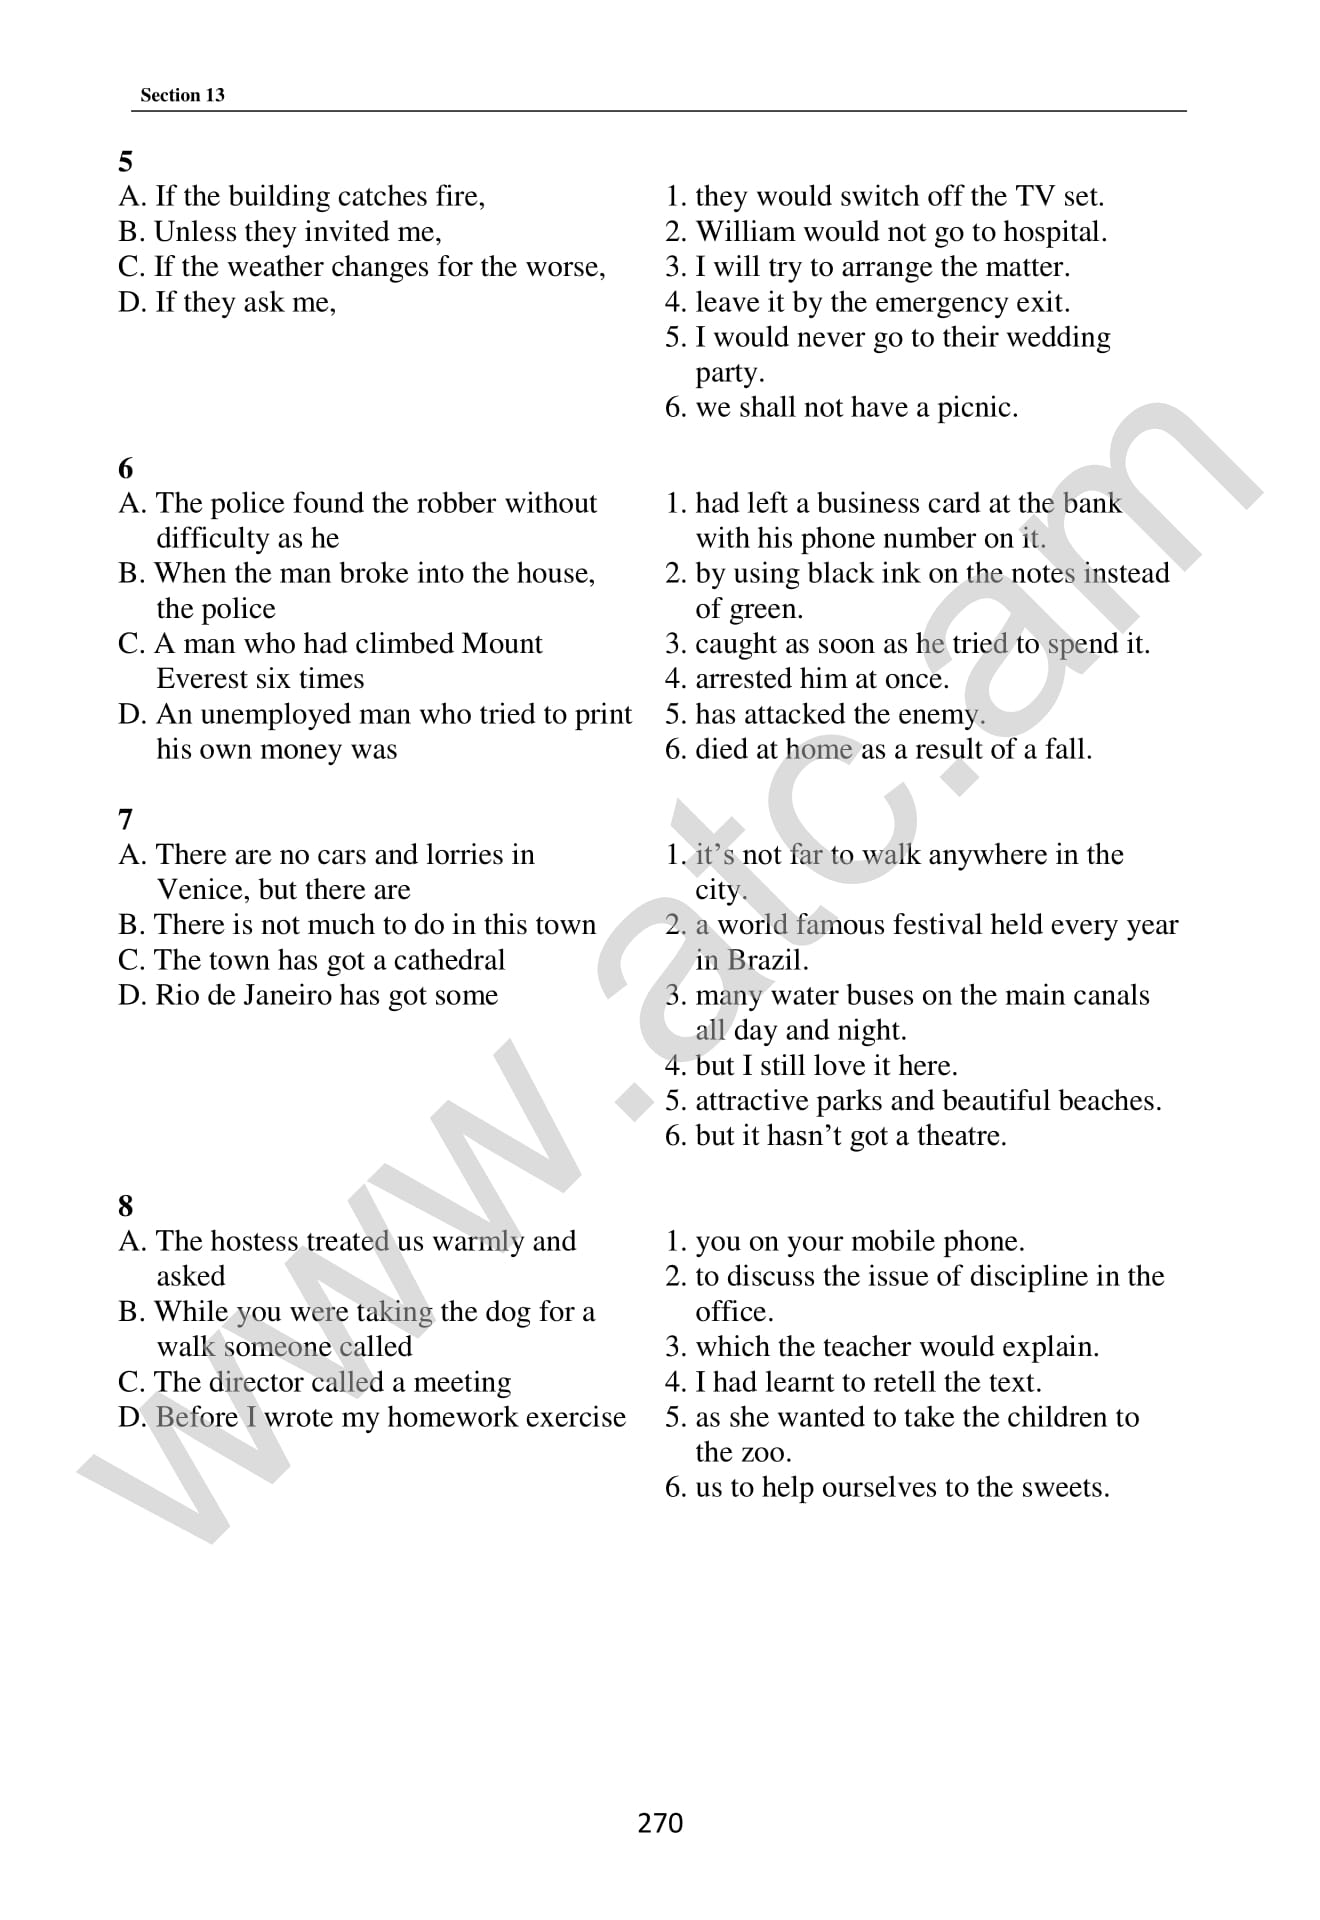 Section 13
5
A. If the building catches fire,
B. Unless they invited me,
C. If the weather changes for the worse,
D. If they ask me,
1. they would switch off the TV set.
2. William would not go to hospital.
3. I will try to arrange the matter.
4. leave it by the emergency exit.
5. I would never go to their wedding
party.
6. we shall not have a picnic.
6
A. The police found the robber without
difficulty as he
B. When the man broke into the house,
the police
C. A man who had climbed Mount
Everest six times
D. An unemployed man who tried to print
his own money was
1. had left a business card at the bank
with his phone number on it.
2. by using black ink on the notes instead
of green.
3. caught as soon as he tried to spend it.
4. arrested him at once.
5. has attacked the enemy.
6. died at home as a result of a fall.
7
A. There are no cars and lorries in
Venice, but there are
B. There is not much to do in this town
C. The town has got a cathedral
D. Rio de Janeiro has got some
1. it’s not far to walk anywhere in the
city.
2. a world famous festival held every year
in Brazil.
3. many water buses on the main canals
all day and night.
4. but I still love it here.
5. attractive parks and beautiful beaches.
6. but it hasn’t got a theatre.
8
A. The hostess treated us warmly and
asked
B. While you were taking the dog for a
walk someone called
C. The director called a meeting
D. Before I wrote my homework exercise
1. you on your mobile phone.
2. to discuss the issue of discipline in the
office.
3. which the teacher would explain.
4. I had learnt to retell the text.
5. as she wanted to take the children to
the zoo.
6. us to help ourselves to the sweets.
270
www.atc.am